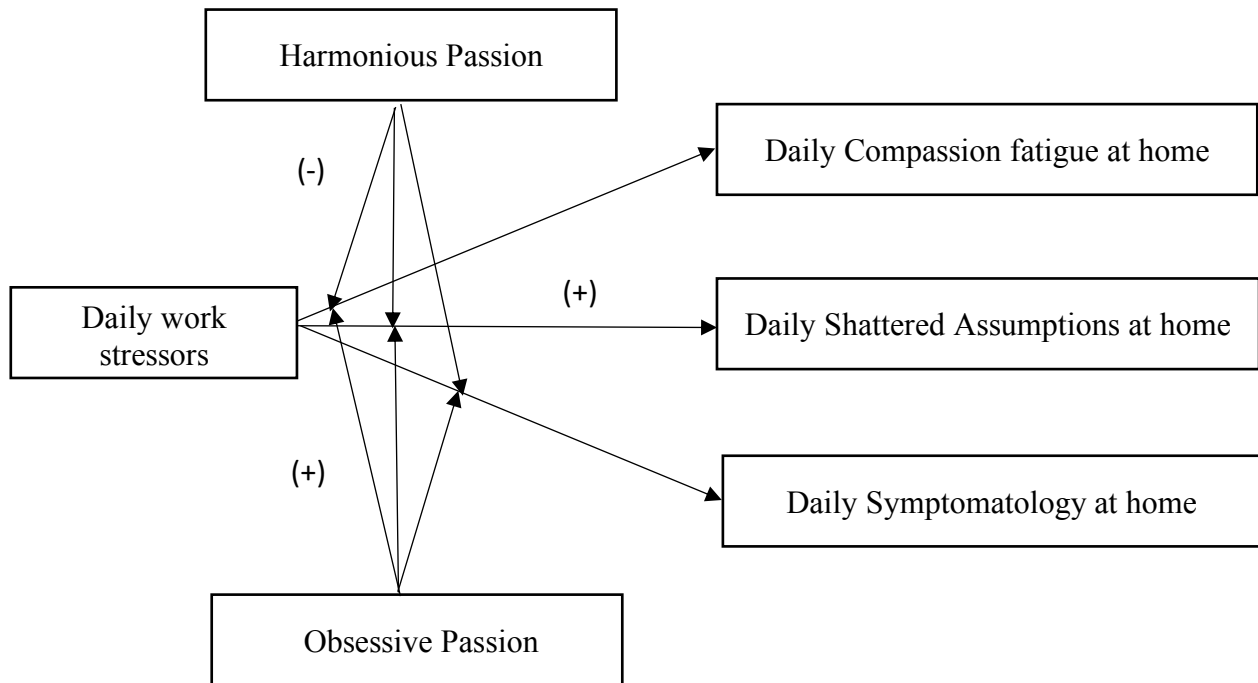 Harmonious Passion
Daily Compassion fatigue at home
(-)
Daily work
stressors
(+)
Daily Shattered Assumptions at home
(+)
Daily Symptomatology at home
Obsessive Passion